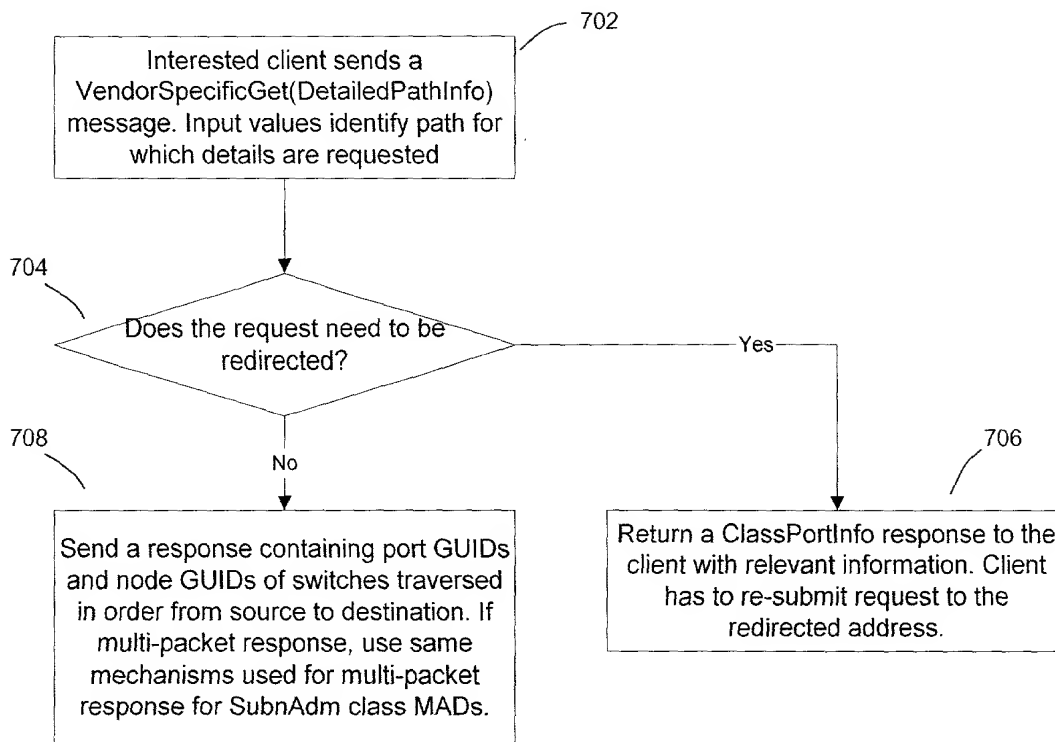 702
Interested client sends a
VendorSpecificGet(DetailedPathInfo)
message. Input values identify path for
which details are requested
704
Does the request need to be
redirected?
Yes
No
708
706
Send a response containing port GUIDs
and node GUIDs of switches traversed
in order from source to destination. If
multi-packet response, use same
mechanisms used for multi-packet
response for SubnAdm class MADs.
Return a ClassPortInfo response to the
client with relevant information. Client
has to re-submit request to the
redirected address.